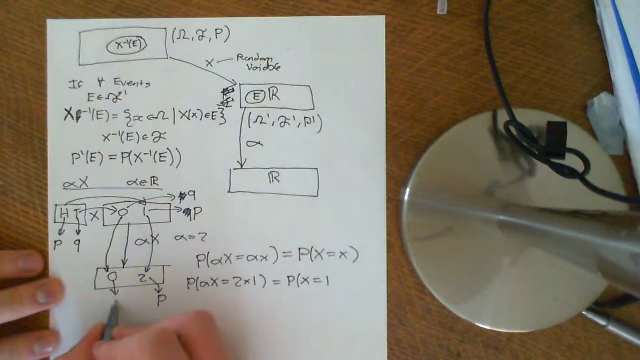 X⁻¹(E) (Ω, F, P)
X Random Variable
If ∀ Events
E∈F'
E ℝ
X⁻¹(E) = {x∈Ω | X(x)∈E}
(Ω', F', P')
X⁻¹(E)∈F
α
P'(E) = P(X⁻¹(E))
ℝ
αX α∈ℝ
q
H T X 0 1 p
p q
αX α=2
P(αX = αx) = P(X = x)
0 2
P(αX = 2×1) = P(X = 1
p